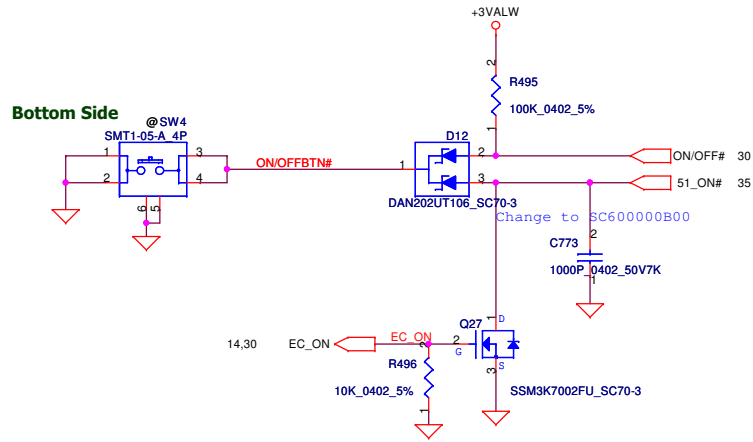 +3VALW
2
R495
100K_0402_5%
1
Bottom Side
@SW4
SMT1-05-A_4P
1
2
3
4
6
5
ON/OFFBTN#
D12
1
2
3
DAN202UT106_SC70-3
ON/OFF# 30
51_ON# 35
Change to SC600000B00
2
C773
1000P_0402_50V7K
1
14,30 EC_ON
EC_ON
2
R496
10K_0402_5%
1
Q27
2
G
1
D
3
S
SSM3K7002FU_SC70-3